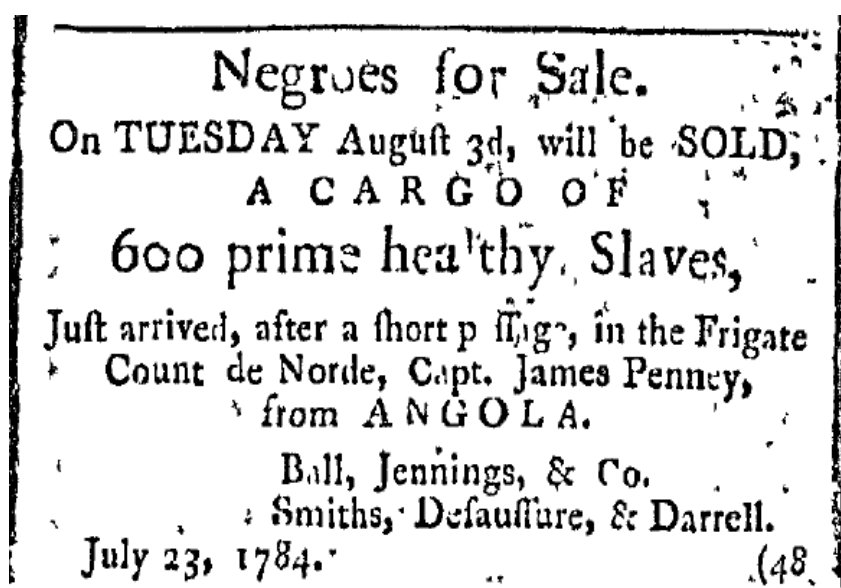 Negroes for Sale.
On TUESDAY Auguſt 3d, will be SOLD,
A CARGO OF
600 prime healthy Slaves,
Juſt arrived, after a ſhort paſſage, in the Frigate
Count de Norde, Capt. James Penney,
from ANGOLA.
Ball, Jennings, & Co.
Smiths, Deſauſſure, & Darrell.
July 23, 1784. (48